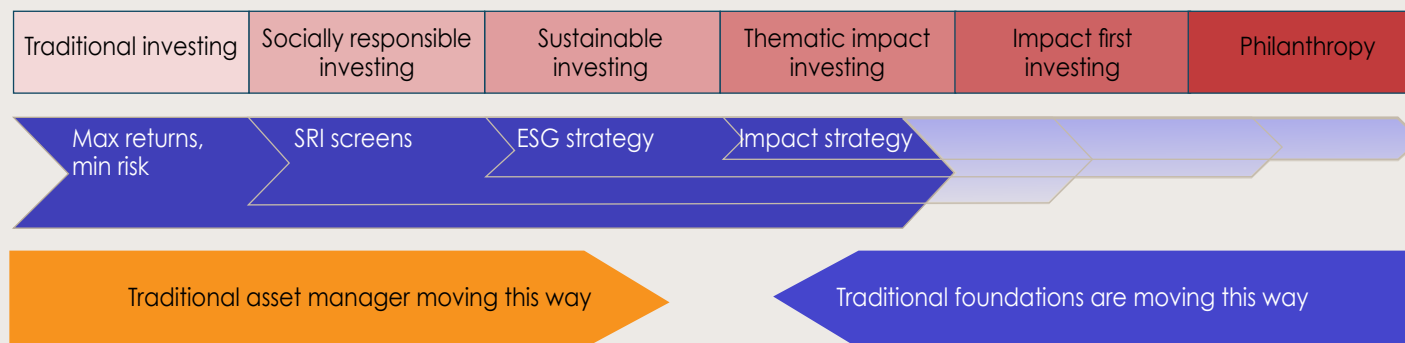 Traditional investing
Socially responsible
investing
Sustainable
investing
Thematic impact
investing
Impact first
investing
Philanthropy
Max returns,
min risk
SRI screens
ESG strategy
Impact strategy
Traditional asset manager moving this way
Traditional foundations are moving this way